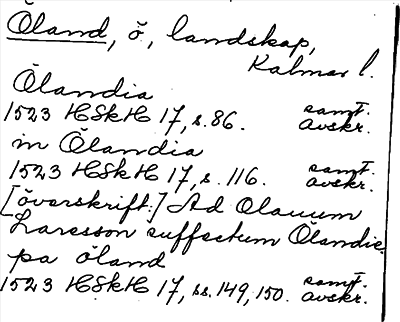 Öland, ö, landskap,
Kalmar l.
Ölandia
1523 HSkH 17, s. 86. samt. avskr.
in Ölandia
1523 HSkH 17, s. 116. samt. avskr.
[överskrift:] Ad Olauum
Larsson suffectum Ölandie
pa öland
1523 HSkH 17, ss. 149, 150. samt. avskr.